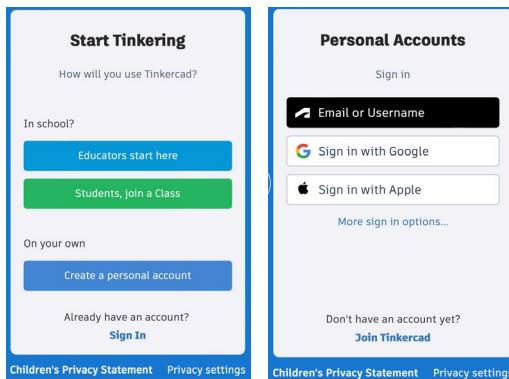 Start Tinkering
How will you use Tinkercad?
In school?
Educators start here
Students, join a Class
On your own
Create a personal account
Already have an account?
Sign In
Children's Privacy Statement Privacy settings
Personal Accounts
Sign in
Email or Username
Sign in with Google
Sign in with Apple
More sign in options...
Don't have an account yet?
Join Tinkercad
Children's Privacy Statement Privacy settings